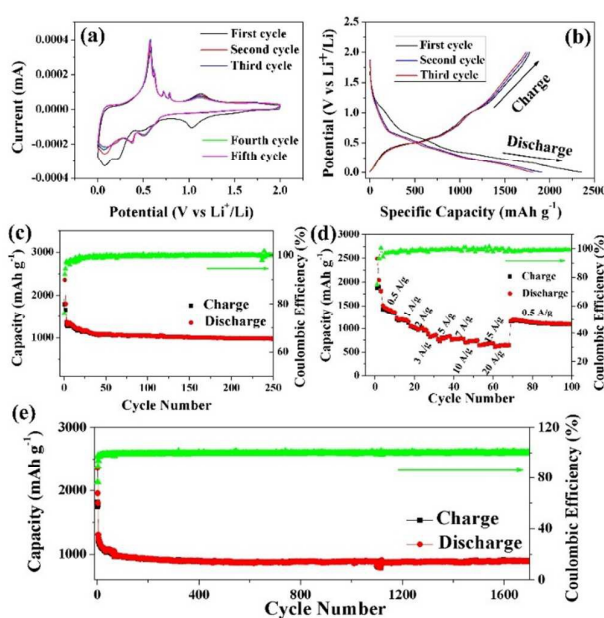 (a)
First cycle
Second cycle
Third cycle
Fourth cycle
Fifth cycle
0.0004
0.0002
0.0000
-0.0002
-0.0004
Current (mA)
0.0 0.5 1.0 1.5 2.0
Potential (V vs Li⁺/Li)
(b)
First cycle
Second cycle
Third cycle
Charge
Discharge
2.0
1.5
1.0
0.5
0.0
Potential (V vs Li⁺/Li)
0 500 1000 1500 2000
Specific Capacity (mAh g⁻¹)
(c)
Charge
Discharge
3000
2000
1000
Capacity (mAh g⁻¹)
100
80
60
Coulombic Efficiency (%)
0 50 100 150 200 250
Cycle Number
(d)
Charge
Discharge
0.5 A/g
1 A/g
2 A/g
3 A/g
5 A/g
7 A/g
10 A/g
15 A/g
20 A/g
0.5 A/g
3000
2500
2000
1500
1000
500
0
Capacity (mAh g⁻¹)
100
80
60
40
20
Coulombic Efficiency (%)
0 20 40 60 80 100
Cycle Number
(e)
Charge
Discharge
3000
2000
1000
Capacity (mAh g⁻¹)
120
80
40
0
Coulombic Efficiency (%)
0 400 800 1200 1600
Cycle Number